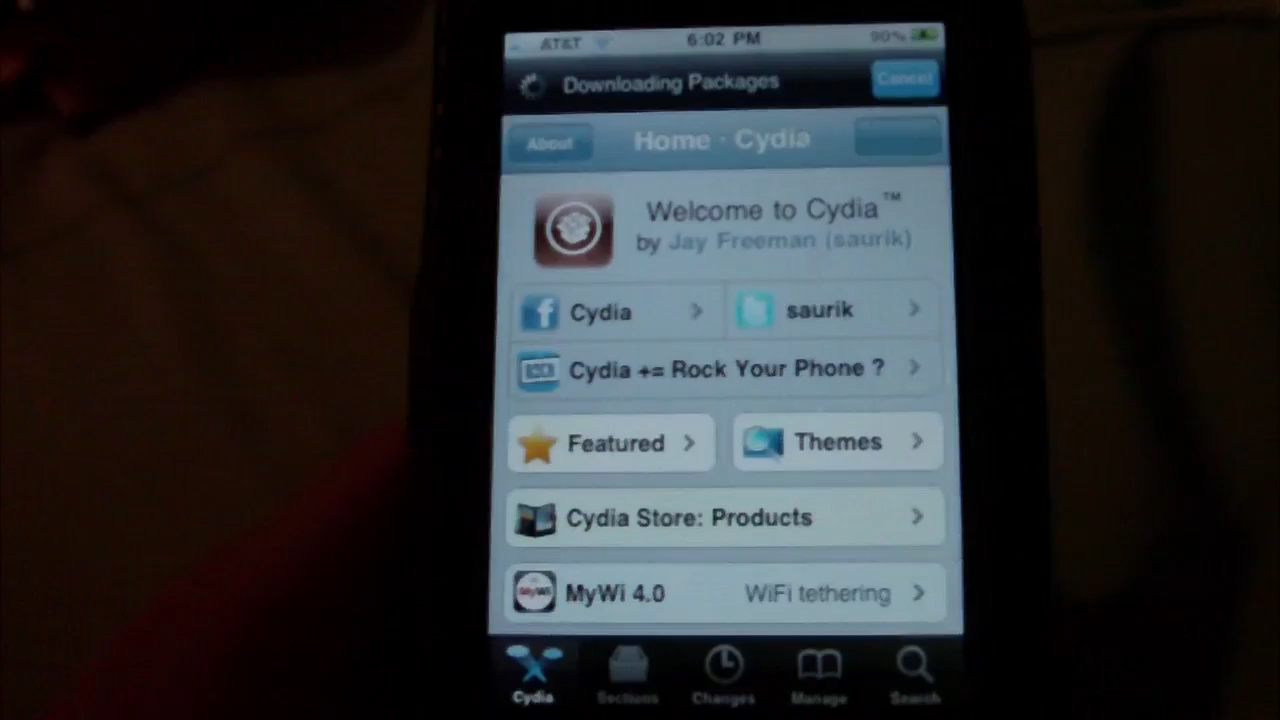 AT&T 6:02 PM 90%
Downloading Packages Cancel
About Home · Cydia
Welcome to Cydia™
by Jay Freeman (saurik)
Cydia saurik
Cydia += Rock Your Phone ?
Featured Themes
Cydia Store: Products
MyWi MyWi 4.0 WiFi tethering
Cydia Sections Changes Manage Search